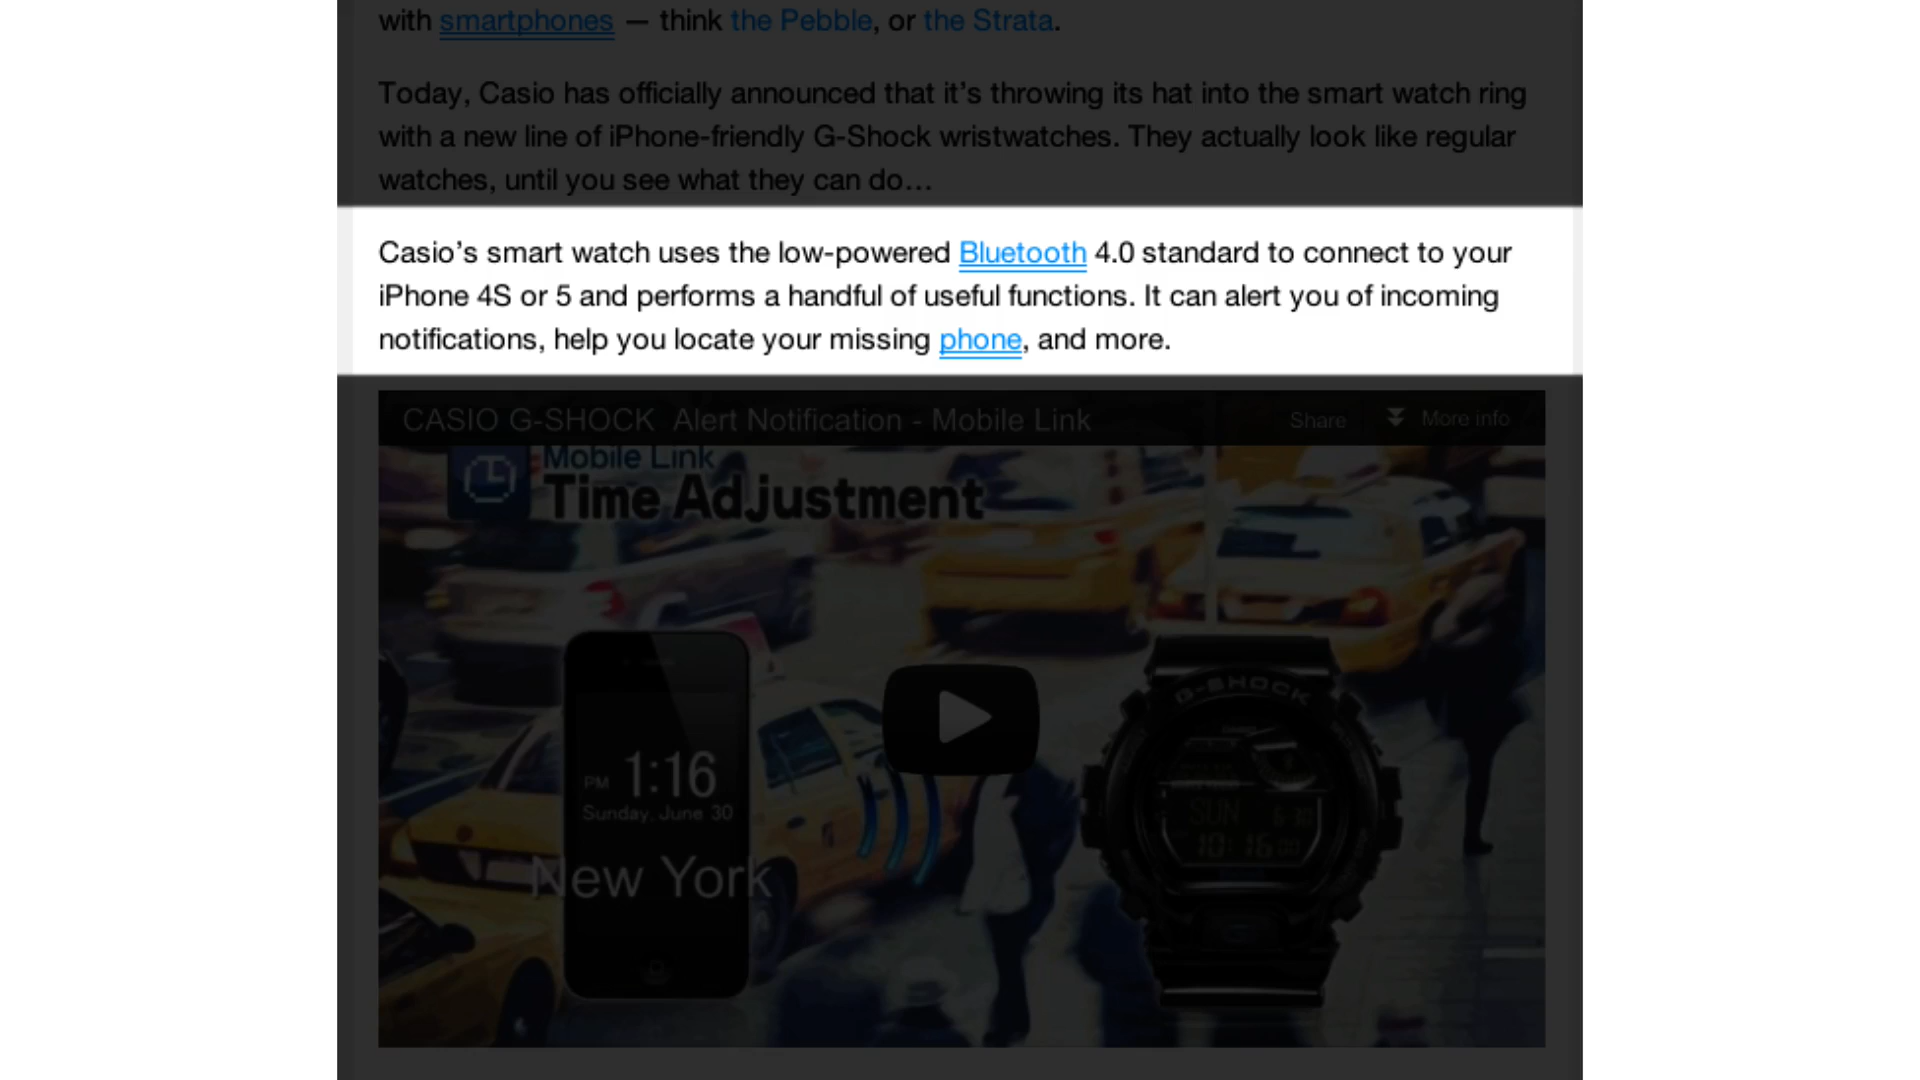 with smartphones — think the Pebble, or the Strata.
Today, Casio has officially announced that it’s throwing its hat into the smart watch ring
with a new line of iPhone-friendly G-Shock wristwatches. They actually look like regular
watches, until you see what they can do…
Casio’s smart watch uses the low-powered Bluetooth 4.0 standard to connect to your
iPhone 4S or 5 and performs a handful of useful functions. It can alert you of incoming
notifications, help you locate your missing phone, and more.
CASIO G-SHOCK Alert Notification - Mobile Link Share More info
Mobile Link
Time Adjustment
G-SHOCK
PM 1:16
Sunday, June 30
SUN 6-30
10:16
New York